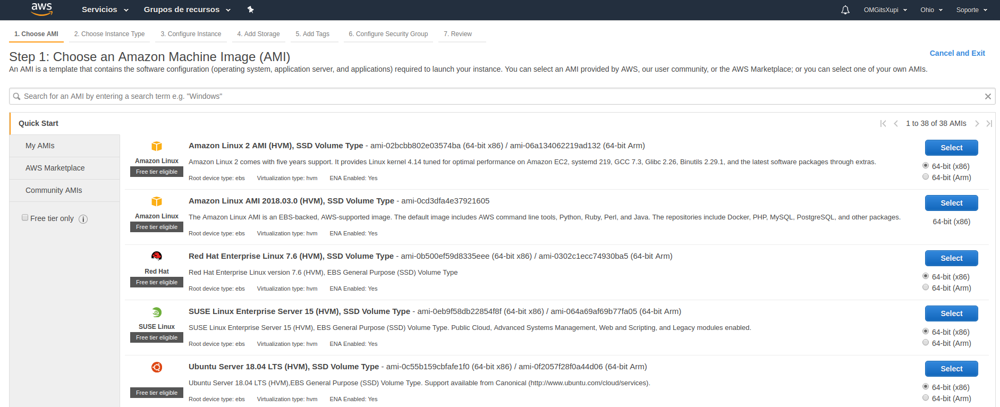 aws Servicios Grupos de recursos OMGitsXupi Ohio Soporte
1. Choose AMI 2. Choose Instance Type 3. Configure Instance 4. Add Storage 5. Add Tags 6. Configure Security Group 7. Review
Step 1: Choose an Amazon Machine Image (AMI)
Cancel and Exit
An AMI is a template that contains the software configuration (operating system, application server, and applications) required to launch your instance. You can select an AMI provided by AWS, our user community, or the AWS Marketplace; or you can select one of your own AMIs.
Search for an AMI by entering a search term e.g. "Windows"
Quick Start
1 to 38 of 38 AMIs
My AMIs
AWS Marketplace
Community AMIs
Free tier only
Amazon Linux
Free tier eligible
Amazon Linux 2 AMI (HVM), SSD Volume Type - ami-02bcbb802e03574ba (64-bit x86) / ami-06a134062219ad132 (64-bit Arm)
Amazon Linux 2 comes with five years support. It provides Linux kernel 4.14 tuned for optimal performance on Amazon EC2, systemd 219, GCC 7.3, Glibc 2.26, Binutils 2.29.1, and the latest software packages through extras.
Root device type: ebs Virtualization type: hvm ENA Enabled: Yes
Select
64-bit (x86)
64-bit (Arm)
Amazon Linux
Free tier eligible
Amazon Linux AMI 2018.03.0 (HVM), SSD Volume Type - ami-0cd3dfa4e37921605
The Amazon Linux AMI is an EBS-backed, AWS-supported image. The default image includes AWS command line tools, Python, Ruby, Perl, and Java. The repositories include Docker, PHP, MySQL, PostgreSQL, and other packages.
Root device type: ebs Virtualization type: hvm ENA Enabled: Yes
Select
64-bit (x86)
Red Hat
Free tier eligible
Red Hat Enterprise Linux 7.6 (HVM), SSD Volume Type - ami-0b500ef59d8335eee (64-bit x86) / ami-0302c1ecc74930ba5 (64-bit Arm)
Red Hat Enterprise Linux version 7.6 (HVM), EBS General Purpose (SSD) Volume Type
Root device type: ebs Virtualization type: hvm ENA Enabled: Yes
Select
64-bit (x86)
64-bit (Arm)
SUSE Linux
Free tier eligible
SUSE Linux Enterprise Server 15 (HVM), SSD Volume Type - ami-0eb9f58db22854f8f (64-bit x86) / ami-064a69af69b77fa05 (64-bit Arm)
SUSE Linux Enterprise Server 15 (HVM), EBS General Purpose (SSD) Volume Type. Public Cloud, Advanced Systems Management, Web and Scripting, and Legacy modules enabled.
Root device type: ebs Virtualization type: hvm ENA Enabled: Yes
Select
64-bit (x86)
64-bit (Arm)
Free tier eligible
Ubuntu Server 18.04 LTS (HVM), SSD Volume Type - ami-0c55b159cbfafe1f0 (64-bit x86) / ami-0f2057f28f0a44d06 (64-bit Arm)
Ubuntu Server 18.04 LTS (HVM),EBS General Purpose (SSD) Volume Type. Support available from Canonical (http://www.ubuntu.com/cloud/services).
Root device type: ebs Virtualization type: hvm ENA Enabled: Yes
Select
64-bit (x86)
64-bit (Arm)